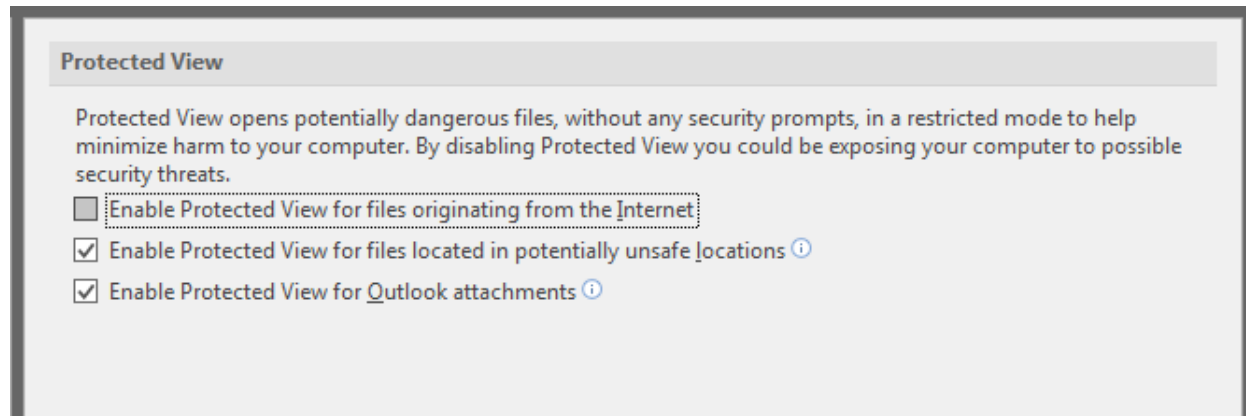 Protected View
Protected View opens potentially dangerous files, without any security prompts, in a restricted mode to help
minimize harm to your computer. By disabling Protected View you could be exposing your computer to possible
security threats.
Enable Protected View for files originating from the Internet
Enable Protected View for files located in potentially unsafe locations
Enable Protected View for Outlook attachments